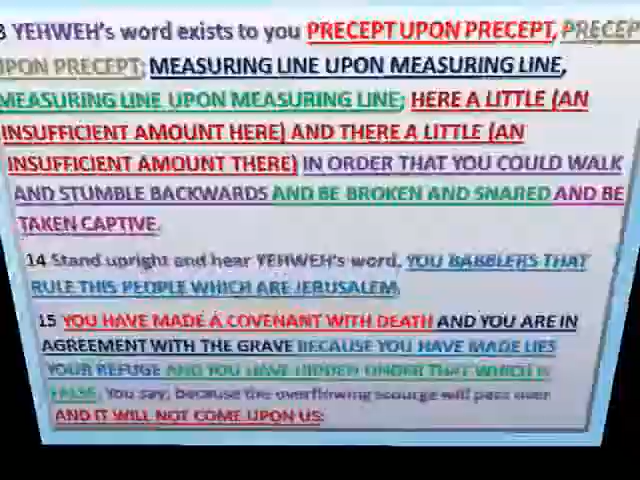 3 YEHWEH's word exists to you PRECEPT UPON PRECEPT, PRECEP
UPON PRECEPT; MEASURING LINE UPON MEASURING LINE,
MEASURING LINE UPON MEASURING LINE; HERE A LITTLE (AN
INSUFFICIENT AMOUNT HERE) AND THERE A LITTLE (AN
INSUFFICIENT AMOUNT THERE) IN ORDER THAT YOU COULD WALK
AND STUMBLE BACKWARDS AND BE BROKEN AND SNARED AND BE
TAKEN CAPTIVE.
14 Stand upright and hear YEHWEH's word, YOU BABBLERS THAT
RULE THIS PEOPLE WHICH ARE JERUSALEM.
15 YOU HAVE MADE A COVENANT WITH DEATH AND YOU ARE IN
AGREEMENT WITH THE GRAVE BECAUSE YOU HAVE MADE LIES
YOUR REFUGE AND YOU HAVE HIDDEN UNDER THAT WHICH IS
FALSE. You say, because the overflowing scourge will pass over
AND IT WILL NOT COME UPON US: